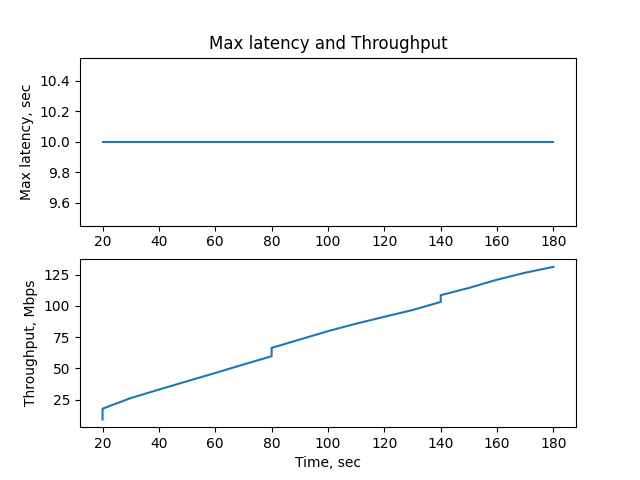 Max latency and Throughput
Max latency, sec
10.4
10.2
10.0
9.8
9.6
20 40 60 80 100 120 140 160 180
Throughput, Mbps
125
100
75
50
25
20 40 60 80 100 120 140 160 180
Time, sec